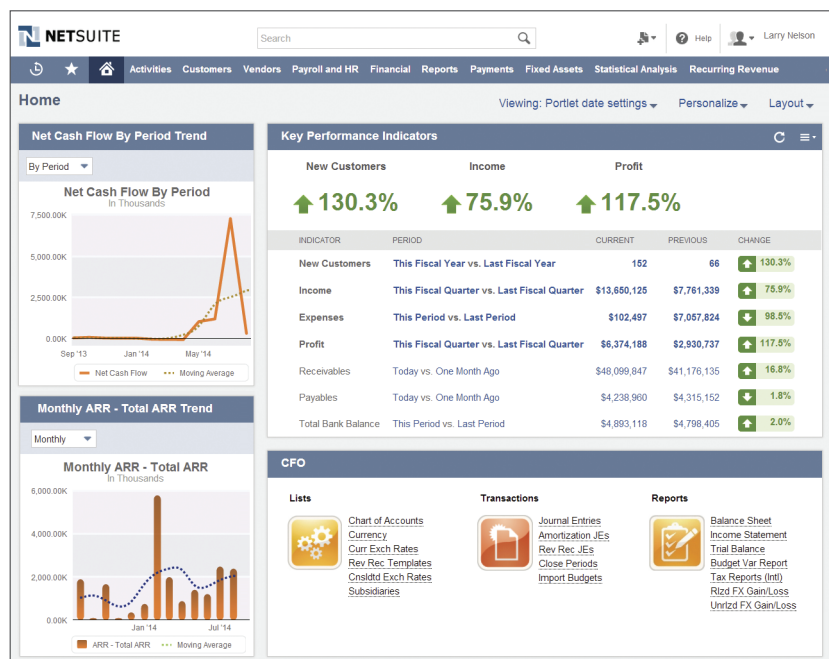 NETSUITE
Search
Help
Larry Nelson
Activities Customers Vendors Payroll and HR Financial Reports Payments Fixed Assets Statistical Analysis Recurring Revenue
Home
Viewing: Portlet date settings
Personalize
Layout
Net Cash Flow By Period Trend
By Period
Net Cash Flow By Period
In Thousands
7,500.00K
5,000.00K
2,500.00K
0.00K
Sep '13 Jan '14 May '14
Net Cash Flow Moving Average
Monthly ARR - Total ARR Trend
Monthly
Monthly ARR - Total ARR
In Thousands
6,000.00K
4,000.00K
2,000.00K
0.00K
Jan '14 Jul '14
ARR - Total ARR Moving Average
Key Performance Indicators
New Customers Income Profit
130.3% 75.9% 117.5%
INDICATOR PERIOD CURRENT PREVIOUS CHANGE
New Customers This Fiscal Year vs. Last Fiscal Year 152 66 130.3%
Income This Fiscal Quarter vs. Last Fiscal Quarter $13,650,125 $7,761,339 75.9%
Expenses This Period vs. Last Period $102,497 $7,057,824 98.5%
Profit This Fiscal Quarter vs. Last Fiscal Quarter $6,374,188 $2,930,737 117.5%
Receivables Today vs. One Month Ago $48,099,847 $41,176,135 16.8%
Payables Today vs. One Month Ago $4,238,960 $4,315,152 1.8%
Total Bank Balance This Period vs. Last Period $4,893,118 $4,798,405 2.0%
CFO
Lists
Chart of Accounts
Currency
Curr Exch Rates
Rev Rec Templates
Cnsldtd Exch Rates
Subsidiaries
Transactions
Journal Entries
Amortization JEs
Rev Rec JEs
Close Periods
Import Budgets
Reports
Balance Sheet
Income Statement
Trial Balance
Budget Var Report
Tax Reports (Intl)
Rlzd FX Gain/Loss
Unrlzd FX Gain/Loss